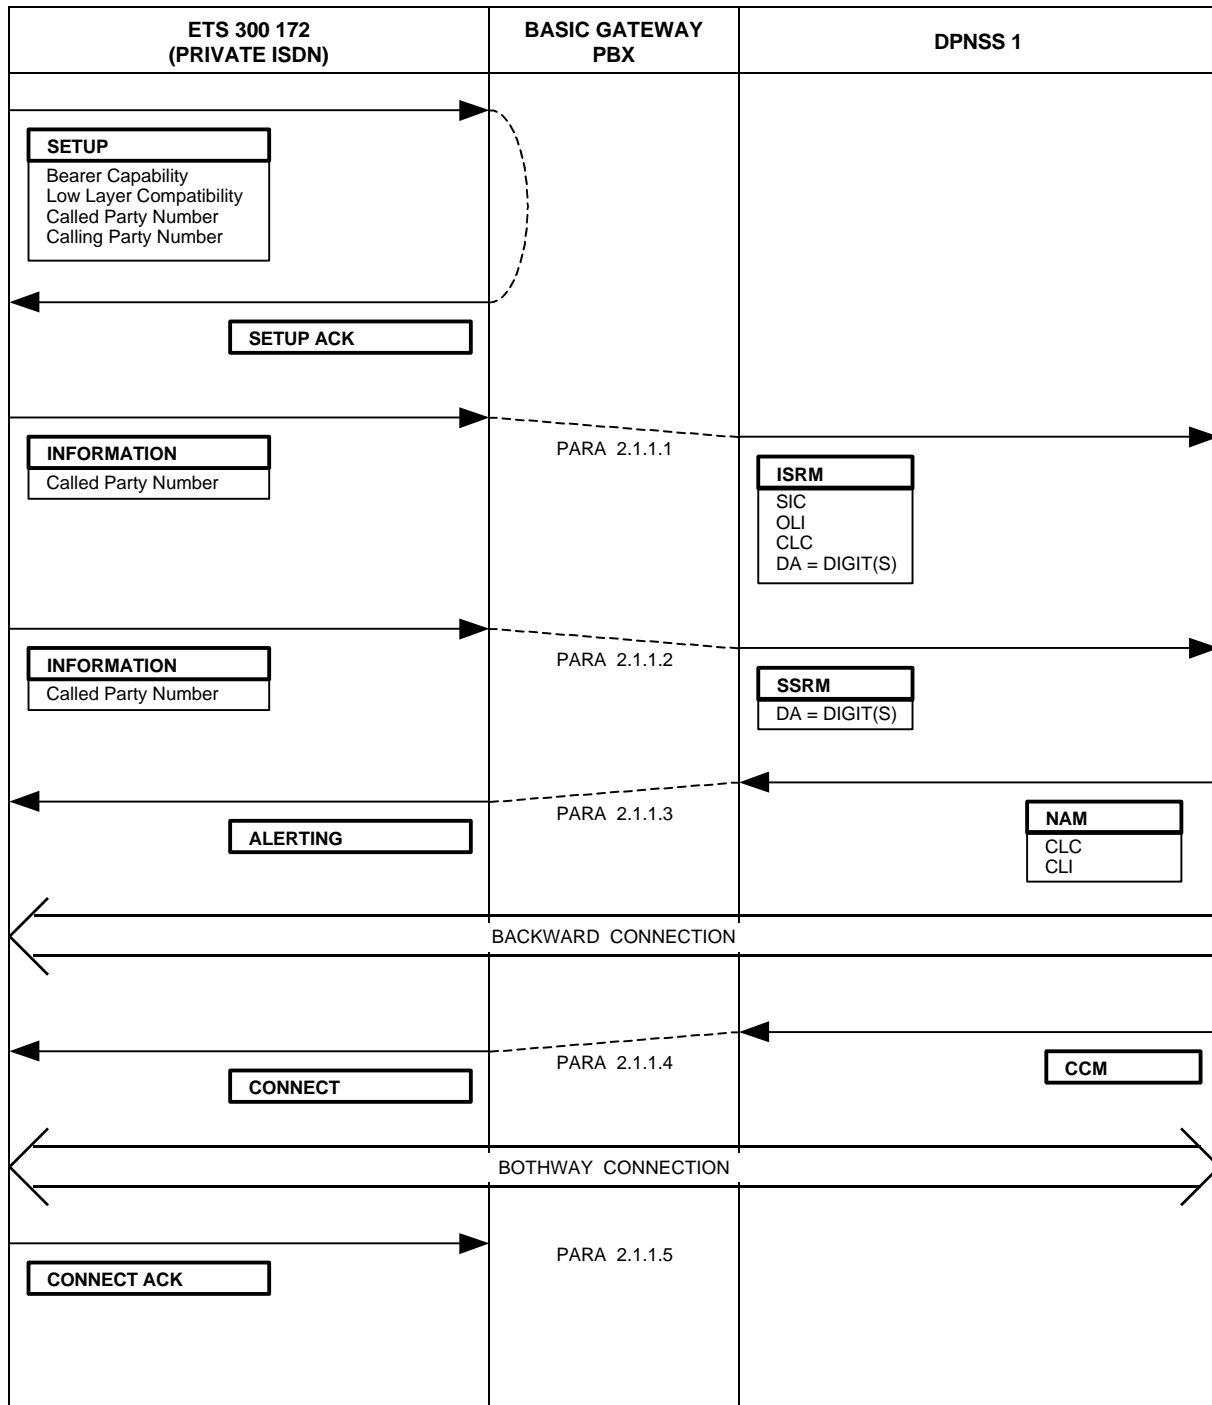 ETS 300 172
(PRIVATE ISDN)
BASIC GATEWAY
PBX
DPNSS 1
SETUP
Bearer Capability
Low Layer Compatibility
Called Party Number
Calling Party Number
SETUP ACK
INFORMATION
Called Party Number
PARA 2.1.1.1
ISRM
SIC
OLI
CLC
DA = DIGIT(S)
INFORMATION
Called Party Number
PARA 2.1.1.2
SSRM
DA = DIGIT(S)
ALERTING
PARA 2.1.1.3
NAM
CLC
CLI
BACKWARD CONNECTION
CONNECT
PARA 2.1.1.4
CCM
BOTHWAY CONNECTION
CONNECT ACK
PARA 2.1.1.5